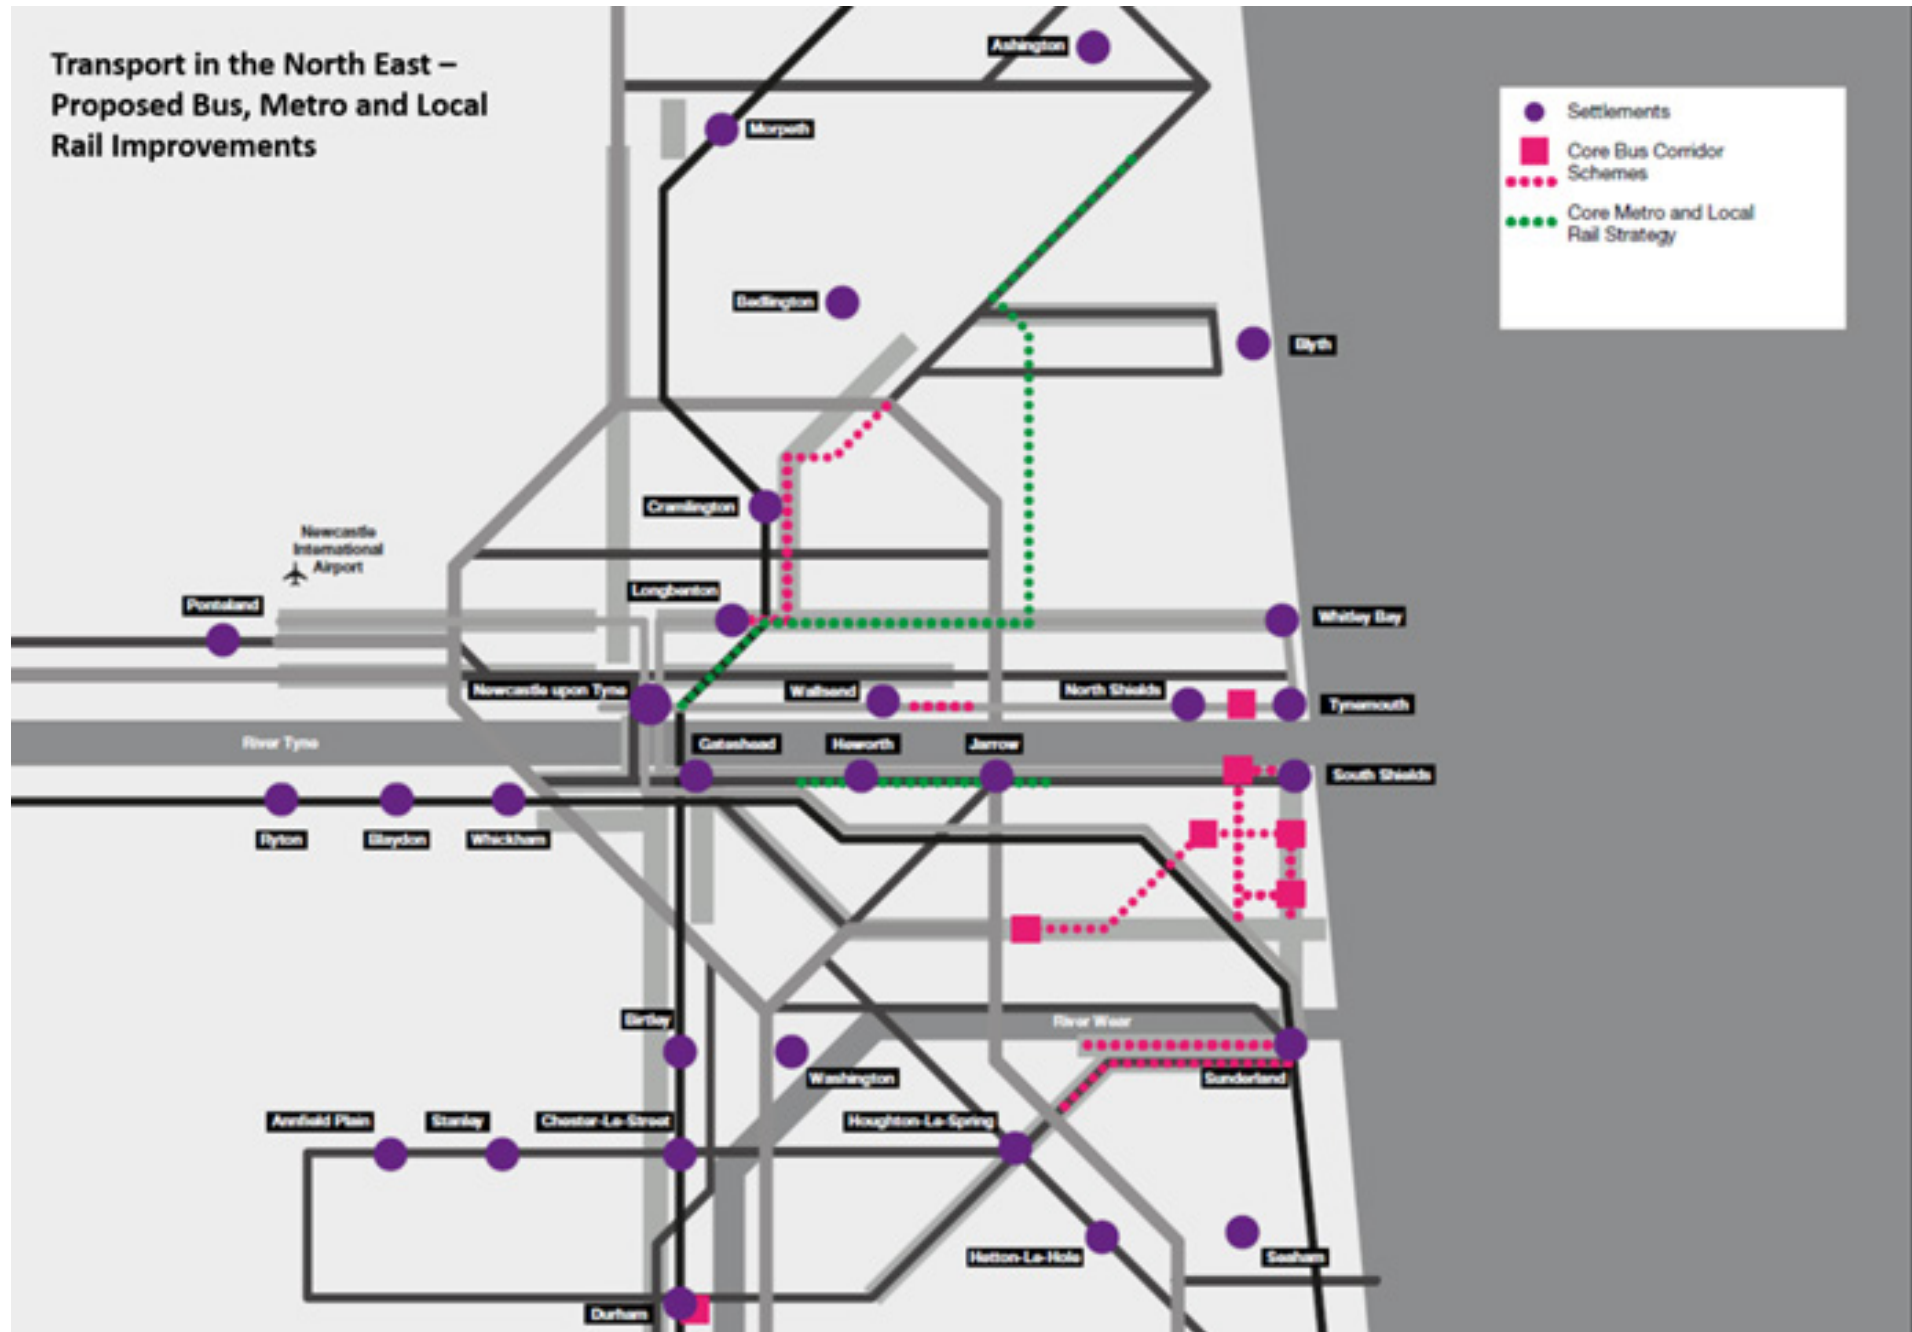 Transport in the North East –
Proposed Bus, Metro and Local
Rail Improvements
Settlements
Core Bus Corridor
Schemes
Core Metro and Local
Rail Strategy
Ashington
Morpeth
Bedlington
Blyth
Cramlington
Newcastle
International
Airport
Longbenton
Ponteland
Whitley Bay
Newcastle upon Tyne
Wallsend
North Shields
Tynemouth
River Tyne
Gateshead
Heworth
Jarrow
South Shields
Ryton
Blaydon
Whickham
Birtley
River Wear
Washington
Sunderland
Annfield Plain
Stanley
Chester-Le-Street
Houghton-Le-Spring
Hetton-Le-Hole
Seaham
Durham